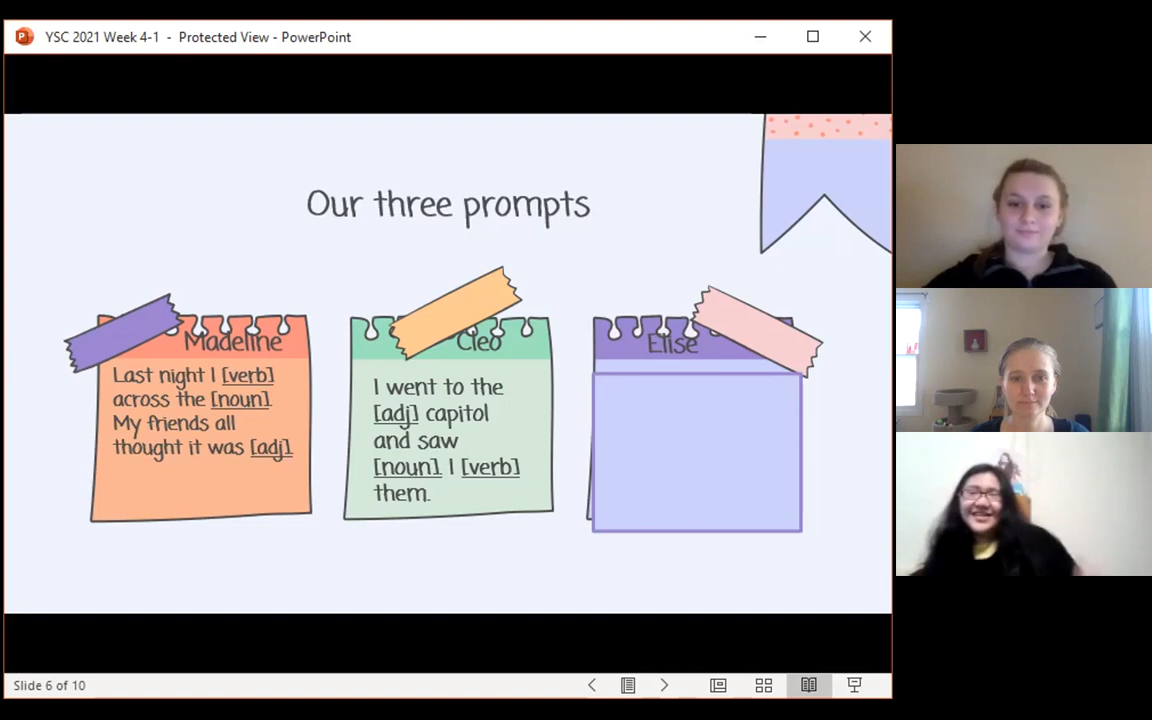 YSC 2021 Week 4-1 - Protected View - PowerPoint
Our three prompts
Madeline
Last night I [verb]
across the [noun].
My friends all
thought it was [adj].
Cleo
I went to the
[adj] capitol
and saw
[noun]. I [verb]
them.
Elise
Slide 6 of 10